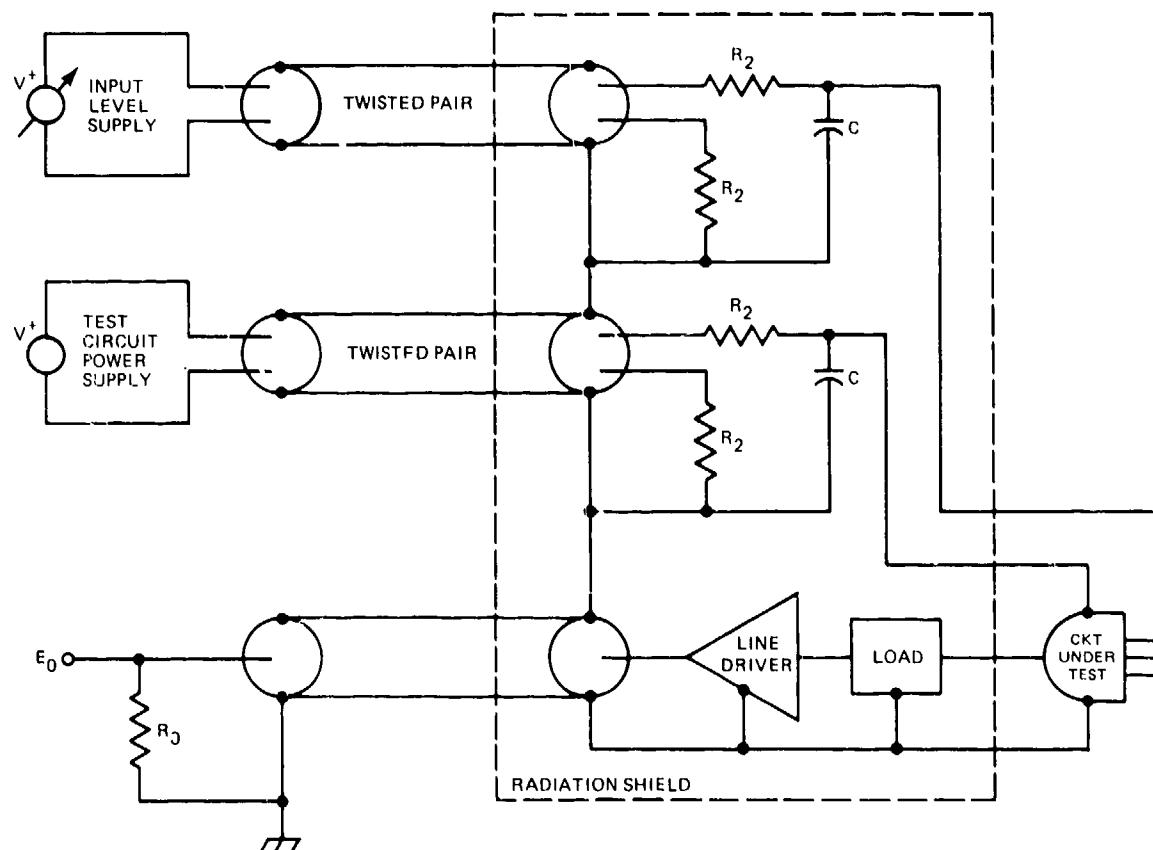 V+
INPUT
LEVEL
SUPPLY
TWISTED PAIR
R2
C
R2
V+
TEST
CIRCUIT
POWER
SUPPLY
TWISTED PAIR
R2
C
R2
E0
R0
LINE
DRIVER
LOAD
CKT
UNDER
TEST
RADIATION SHIELD